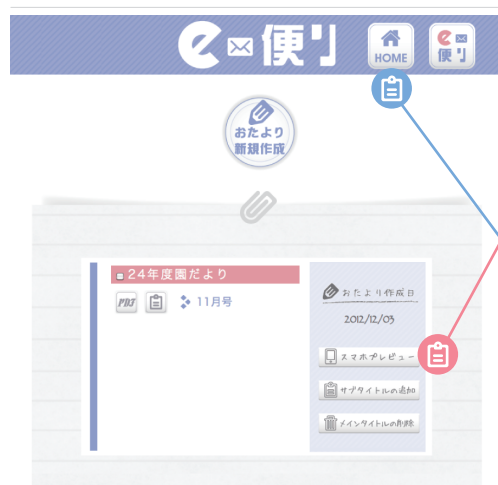 e便り
HOME
e
便り
おたより
新規作成
24年度園だより
PDF
11月号
おたより作成日
2012/12/03
スマホプレビュー
サブタイトルの追加
メインタイトルの削除